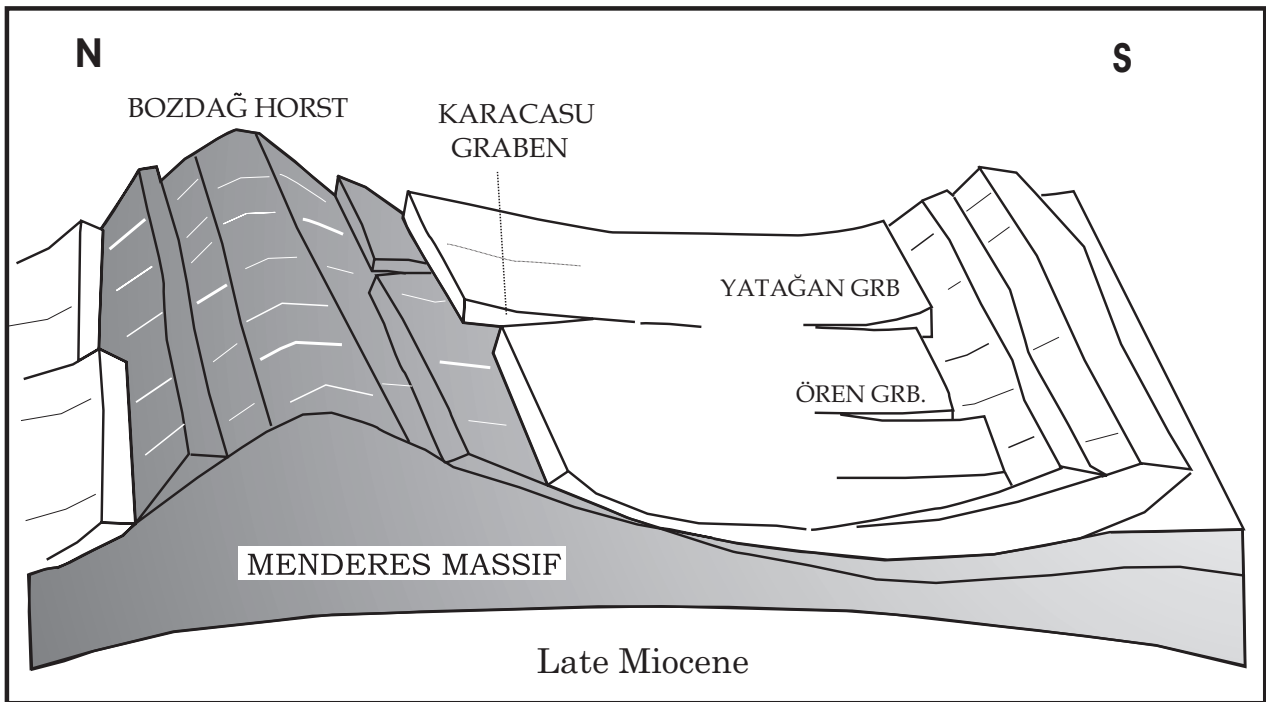 N
S
BOZDAĞ HORST
KARACASU
GRABEN
YATAĞAN GRB
ÖREN GRB.
MENDERES MASSIF
Late Miocene